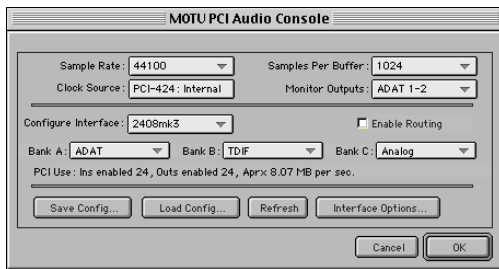 MOTU PCI Audio Console
Sample Rate: 44100 Samples Per Buffer: 1024
Clock Source: PCI-424: Internal Monitor Outputs: ADAT 1-2
Configure Interface: 2408mk3 Enable Routing
Bank A: ADAT Bank B: TDIF Bank C: Analog
PCI Use: Ins enabled 24, Outs enabled 24, Aprx 8.07 MB per sec.
Save Config... Load Config... Refresh Interface Options...
Cancel OK